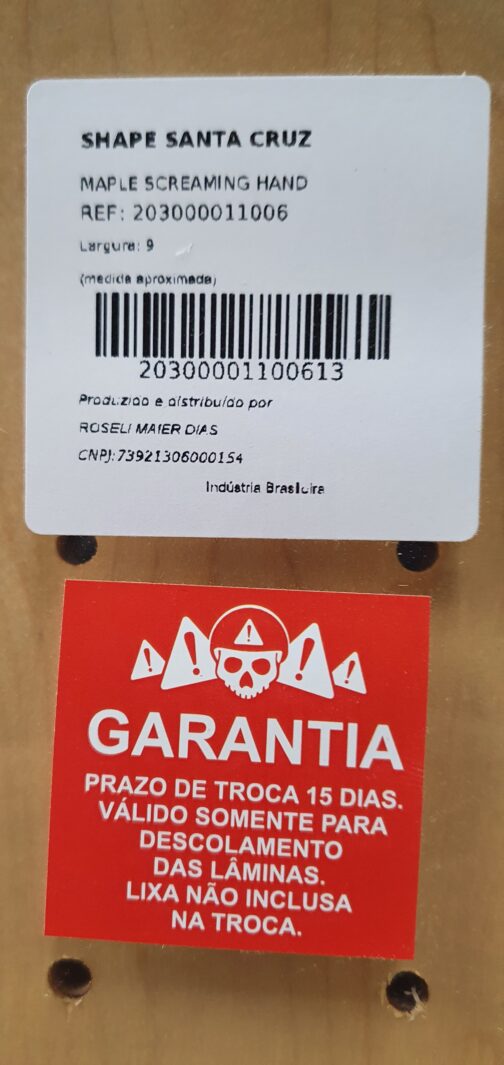 SHAPE SANTA CRUZ
MAPLE SCREAMING HAND
REF: 203000011006
Largura: 9
(medida aproximada)
20300001100613
Produzido e distribuído por
ROSELI MAIER DIAS
CNPJ: 73921306000154
Indústria Brasileira
GARANTIA
PRAZO DE TROCA 15 DIAS.
VÁLIDO SOMENTE PARA
DESCOLAMENTO
DAS LÂMINAS.
LIXA NÃO INCLUSA
NA TROCA.